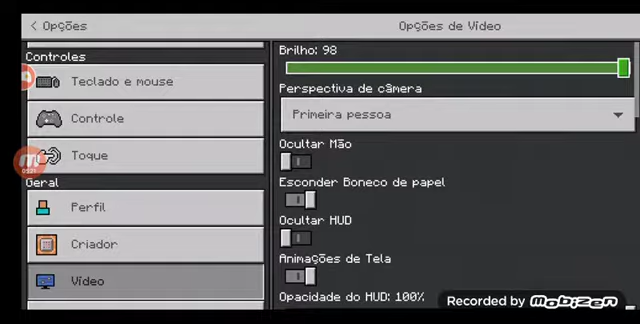 < Opções
Opções de Vídeo
Controles
Teclado e mouse
Controle
Toque
05:21
Geral
Perfil
Criador
Vídeo
Brilho: 98
Perspectiva de câmera
Primeira pessoa
Ocultar Mão
Esconder Boneco de papel
Ocultar HUD
Animações de Tela
Opacidade do HUD: 100%
Recorded by mobizen